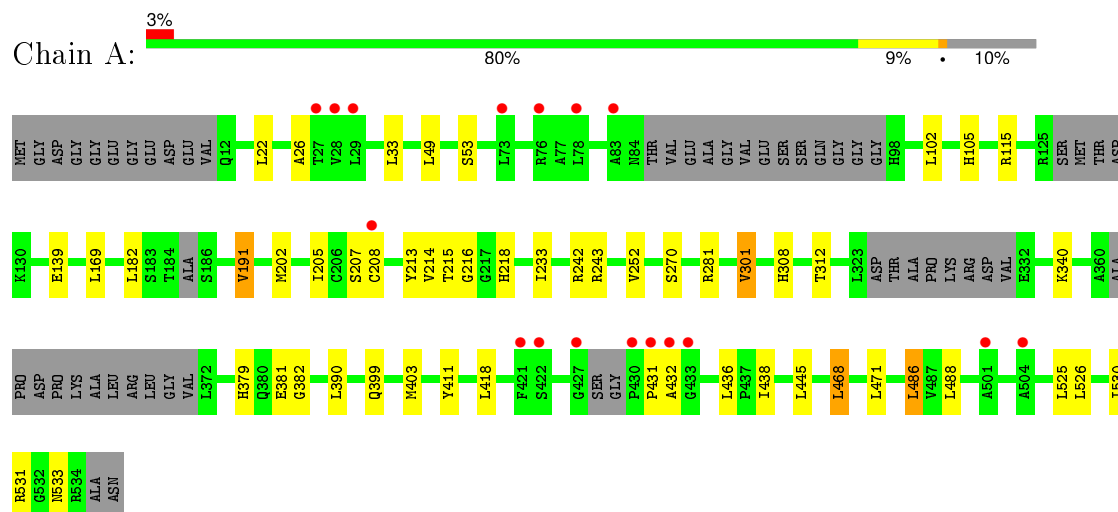 3%
Chain A:
80% 9% • 10%
MET GLY ASP GLY GLY GLU GLY GLU ASP GLU VAL Q12 L22 A26 T27 V28 L29 L33 L49 S53 L73 R76 A77 L78 A83 N84 THR VAL GLU ALA GLY VAL GLU SER SER GLN GLY GLY GLY H98 L102 H105 R115 R125 SER MET THR ASP
K130 E139 L169 L182 S183 T184 ALA S186 V191 M202 I205 C206 S207 C208 Y213 V214 T215 G216 G217 H218 I233 R242 R243 V252 S270 R281 V301 H308 T312 L323 ASP THR ALA PRO LYS ARG ASP VAL E332 K340 A360 ALA
PRO ASP PRO LYS ALA LEU ARG LEU GLY VAL L372 H379 Q380 E381 G382 L390 Q399 M403 Y411 L418 F421 S422 G427 SER GLY P430 P431 A432 G433 L436 P437 I438 L445 L468 L471 L486 V487 L488 A501 A504 L525 L526
R531 G532 N533 R534 ALA ASN